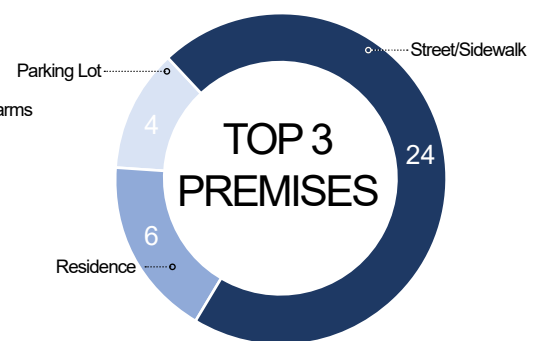 Street/Sidewalk
Parking Lot
4
TOP 3
PREMISES
24
6
Residence